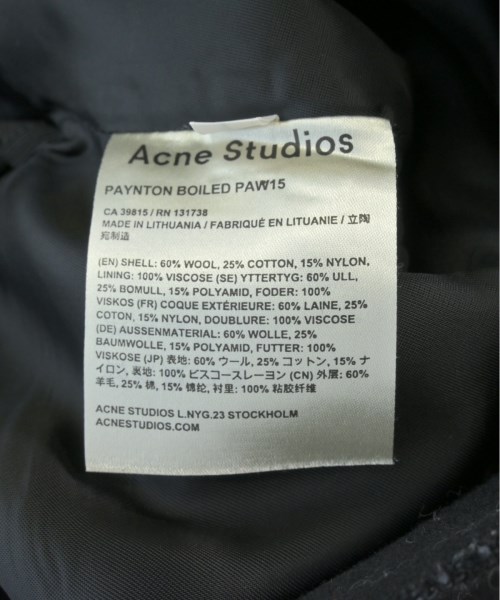 Acne Studios
PAYNTON BOILED PAW15
CA 39815 / RN 131738
MADE IN LITHUANIA / FABRIQUÉ EN LITUANIE / 立陶
宛制造
(EN) SHELL: 60% WOOL, 25% COTTON, 15% NYLON,
LINING: 100% VISCOSE (SE) YTTERTYG: 60% ULL,
25% BOMULL, 15% POLYAMID, FODER: 100%
VISKOS (FR) COQUE EXTÉRIEURE: 60% LAINE, 25%
COTON, 15% NYLON, DOUBLURE: 100% VISCOSE
(DE) AUSSENMATERIAL: 60% WOLLE, 25%
BAUMWOLLE, 15% POLYAMID, FUTTER: 100%
VISKOSE (JP) 表地: 60% ウール, 25% コットン, 15% ナ
イロン, 裏地: 100% ビスコースレーヨン (CN) 外層: 60%
羊毛, 25% 棉, 15% 锦纶, 衬里: 100% 粘胶纤维
ACNE STUDIOS L.NYG.23 STOCKHOLM
ACNESTUDIOS.COM